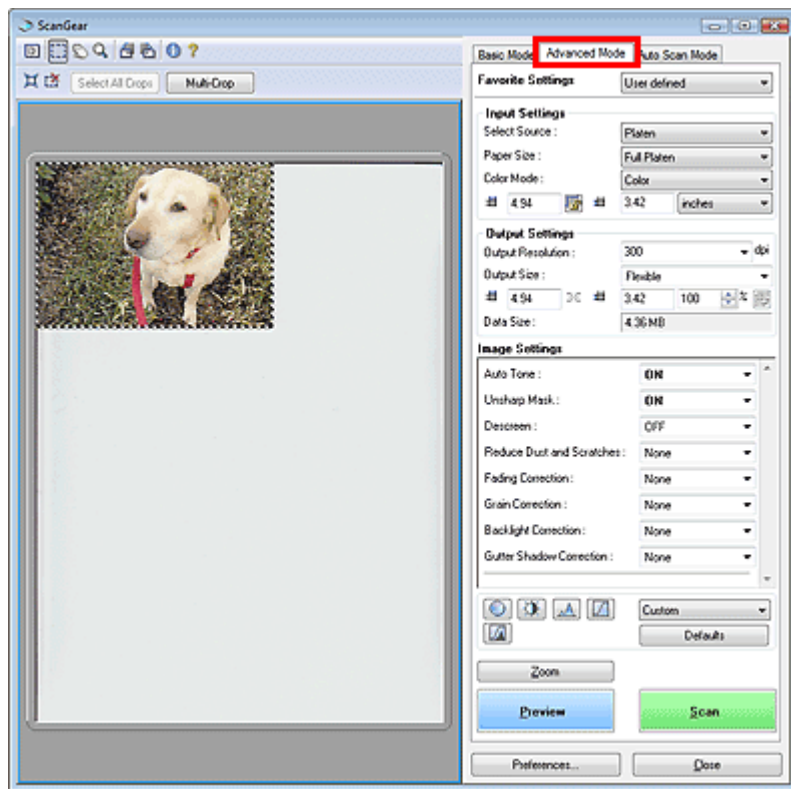 ScanGear
Select All Crops Multi-Crop
Basic Mode Advanced Mode Auto Scan Mode
Favorite Settings User defined
Input Settings
Select Source : Platen
Paper Size : Full Platen
Color Mode : Color
4.94 3.42 inches
Output Settings
Output Resolution : 300 dpi
Output Size : Flexible
4.94 3.42 100 %
Data Size : 4.36 MB
Image Settings
Auto Tone : ON
Unsharp Mask : ON
Descreen : OFF
Reduce Dust and Scratches : None
Fading Correction : None
Grain Correction : None
Backlight Correction : None
Gutter Shadow Correction : None
Custom
Defaults
Zoom
Preview Scan
Preferences... Close